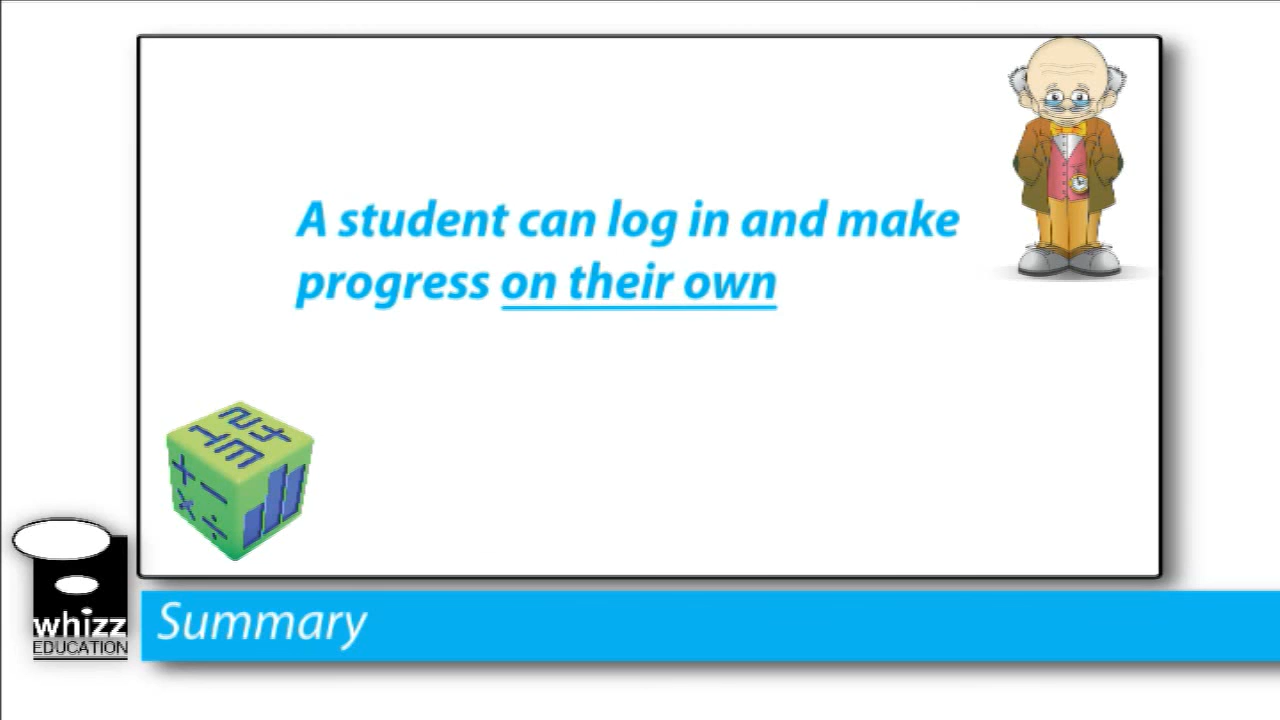 A student can log in and make
progress on their own
whizz
EDUCATION
Summary